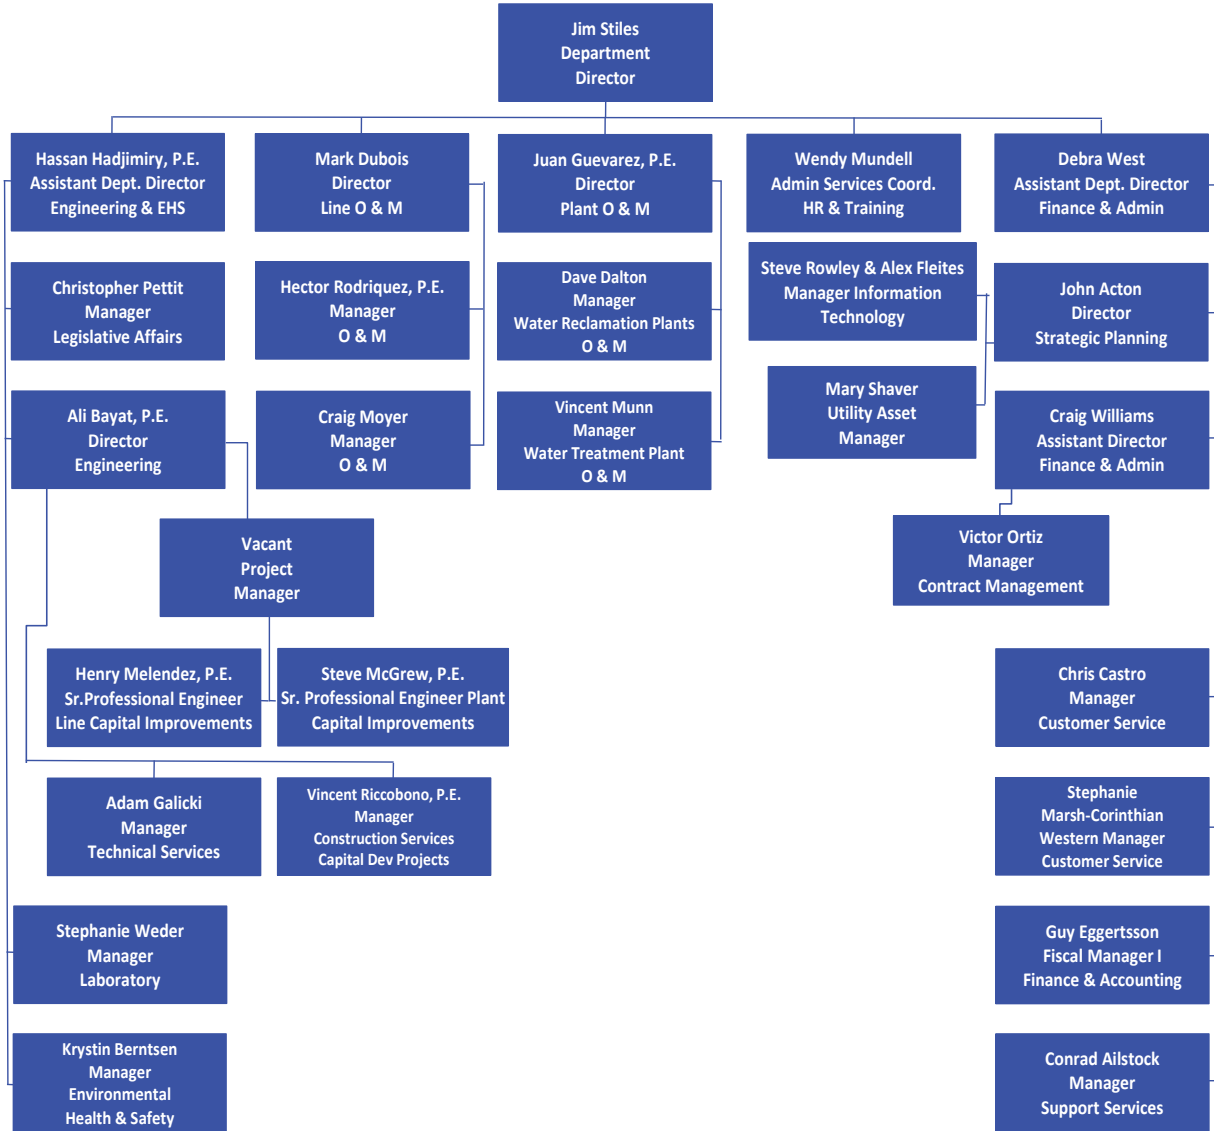 Jim Stiles
Department
Director
Hassan Hadjimiry, P.E.
Assistant Dept. Director
Engineering & EHS
Mark Dubois
Director
Line O & M
Juan Guevarez, P.E.
Director
Plant O & M
Wendy Mundell
Admin Services Coord.
HR & Training
Debra West
Assistant Dept. Director
Finance & Admin
Christopher Pettit
Manager
Legislative Affairs
Hector Rodriquez, P.E.
Manager
O & M
Dave Dalton
Manager
Water Reclamation Plants
O & M
Steve Rowley & Alex Fleites
Manager Information
Technology
John Acton
Director
Strategic Planning
Ali Bayat, P.E.
Director
Engineering
Craig Moyer
Manager
O & M
Vincent Munn
Manager
Water Treatment Plant
O & M
Mary Shaver
Utility Asset
Manager
Craig Williams
Assistant Director
Finance & Admin
Vacant
Project
Manager
Victor Ortiz
Manager
Contract Management
Henry Melendez, P.E.
Sr.Professional Engineer
Line Capital Improvements
Steve McGrew, P.E.
Sr. Professional Engineer Plant
Capital Improvements
Chris Castro
Manager
Customer Service
Adam Galicki
Manager
Technical Services
Vincent Riccobono, P.E.
Manager
Construction Services
Capital Dev Projects
Stephanie
Marsh-Corinthian
Western Manager
Customer Service
Stephanie Weder
Manager
Laboratory
Guy Eggertsson
Fiscal Manager I
Finance & Accounting
Krystin Berntsen
Manager
Environmental
Health & Safety
Conrad Ailstock
Manager
Support Services